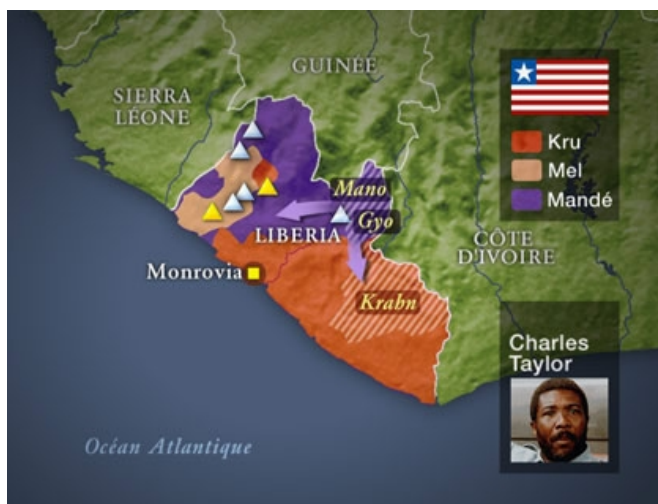 GUINÉE
SIERRA
LÉONE
Kru
Mel
Mandé
Mano
Gyo
LIBERIA
CÔTE
D'IVOIRE
Monrovia
Krahn
Charles
Taylor
Océan Atlantique